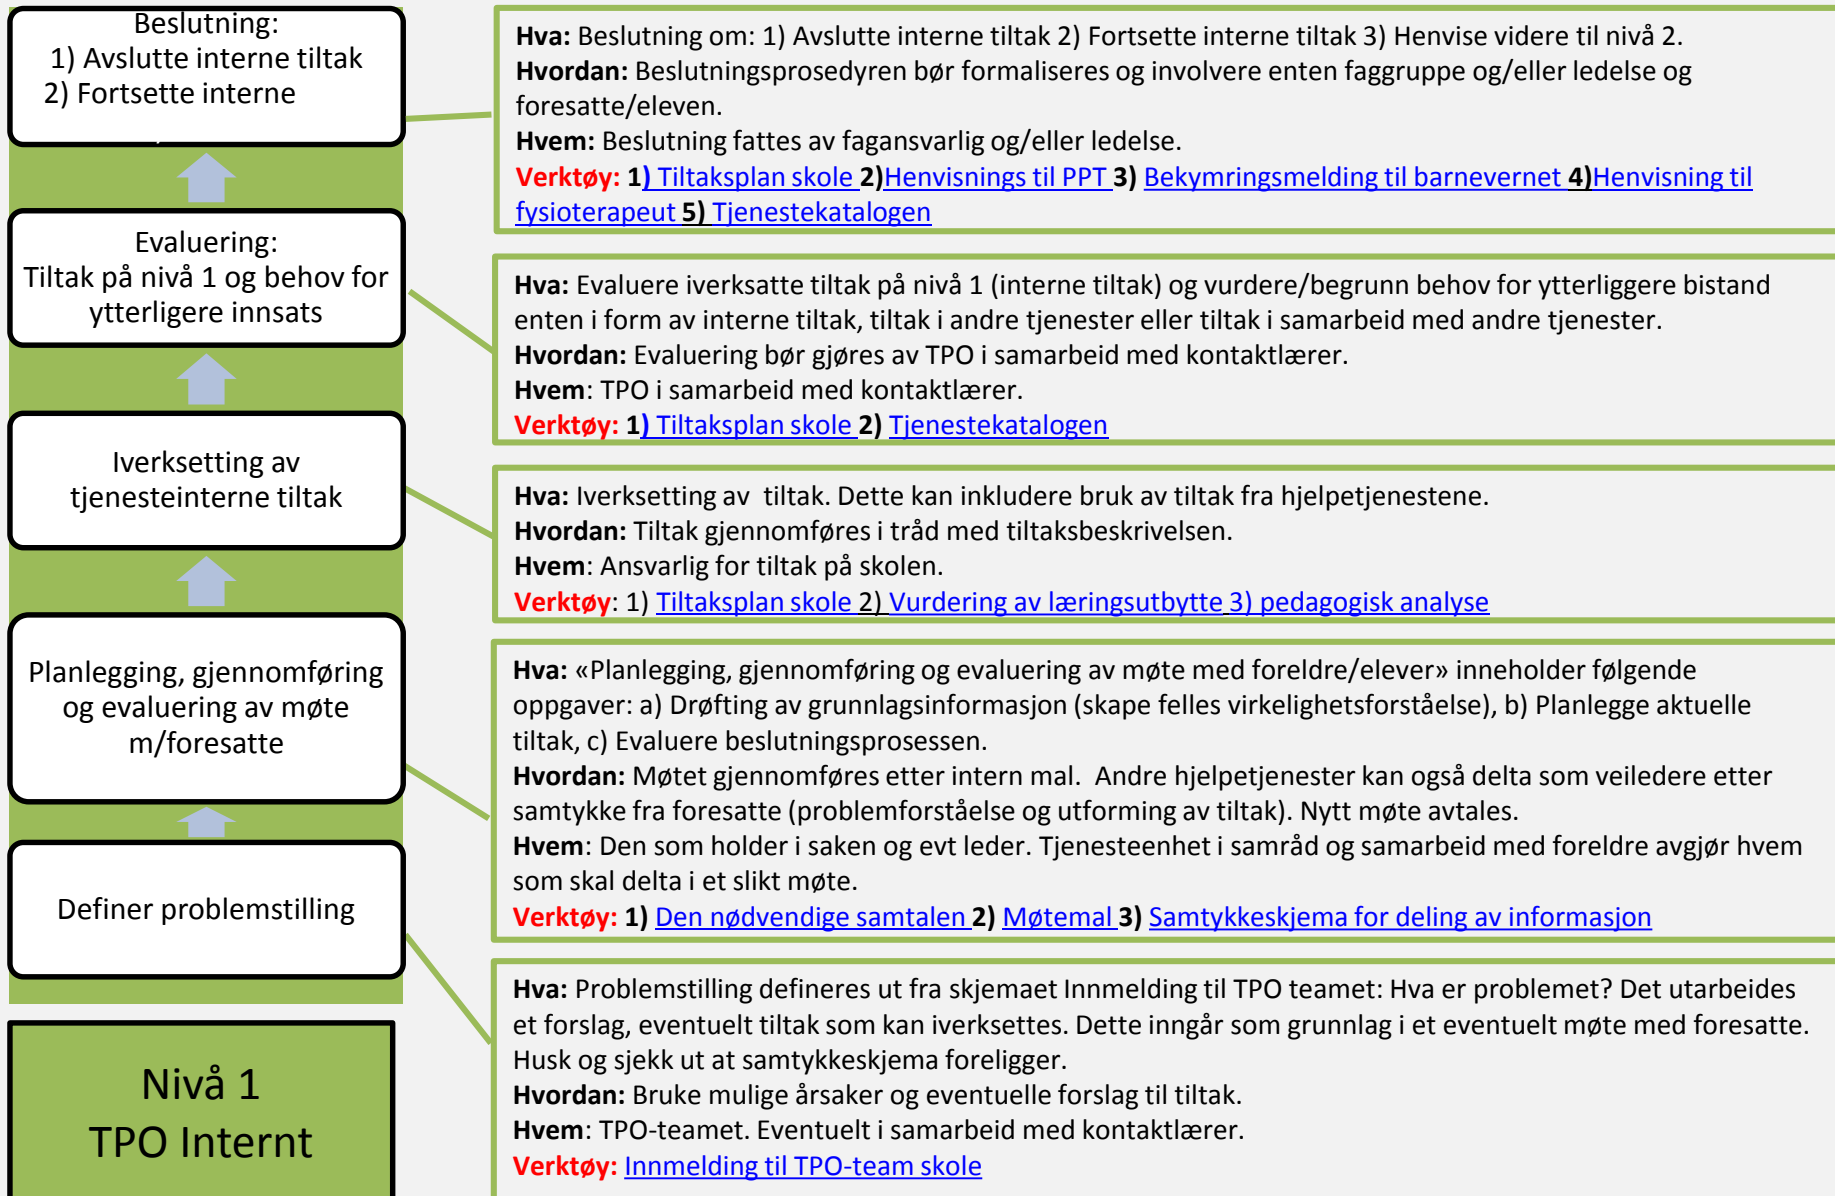 Beslutning:
1) Avslutte interne tiltak
2) Fortsette interne
Hva: Beslutning om: 1) Avslutte interne tiltak 2) Fortsette interne tiltak 3) Henvise videre til nivå 2.
Hvordan: Beslutningsprosedyren bør formaliseres og involvere enten faggruppe og/eller ledelse og
foresatte/eleven.
Hvem: Beslutning fattes av fagansvarlig og/eller ledelse.
Verktøy: 1) Tiltaksplan skole 2)Henvisnings til PPT 3) Bekymringsmelding til barnevernet 4)Henvisning til
fysioterapeut 5) Tjenestekatalogen
Evaluering:
Tiltak på nivå 1 og behov for
ytterligere innsats
Hva: Evaluere iverksatte tiltak på nivå 1 (interne tiltak) og vurdere/begrunn behov for ytterliggere bistand
enten i form av interne tiltak, tiltak i andre tjenester eller tiltak i samarbeid med andre tjenester.
Hvordan: Evaluering bør gjøres av TPO i samarbeid med kontaktlærer.
Hvem: TPO i samarbeid med kontaktlærer.
Verktøy: 1) Tiltaksplan skole 2) Tjenestekatalogen
Iverksetting av
tjenesteinterne tiltak
Hva: Iverksetting av  tiltak. Dette kan inkludere bruk av tiltak fra hjelpetjenestene.
Hvordan: Tiltak gjennomføres i tråd med tiltaksbeskrivelsen.
Hvem: Ansvarlig for tiltak på skolen.
Verktøy: 1) Tiltaksplan skole 2) Vurdering av læringsutbytte 3) pedagogisk analyse
Planlegging, gjennomføring
og evaluering av møte
m/foresatte
Hva: «Planlegging, gjennomføring og evaluering av møte med foreldre/elever» inneholder følgende
oppgaver: a) Drøfting av grunnlagsinformasjon (skape felles virkelighetsforståelse), b) Planlegge aktuelle
tiltak, c) Evaluere beslutningsprosessen.
Hvordan: Møtet gjennomføres etter intern mal.  Andre hjelpetjenester kan også delta som veiledere etter
samtykke fra foresatte (problemforståelse og utforming av tiltak). Nytt møte avtales.
Hvem: Den som holder i saken og evt leder. Tjenesteenhet i samråd og samarbeid med foreldre avgjør hvem
som skal delta i et slikt møte.
Verktøy: 1) Den nødvendige samtalen 2) Møtemal 3) Samtykkeskjema for deling av informasjon
Definer problemstilling
Hva: Problemstilling defineres ut fra skjemaet Innmelding til TPO teamet: Hva er problemet? Det utarbeides
et forslag, eventuelt tiltak som kan iverksettes. Dette inngår som grunnlag i et eventuelt møte med foresatte.
Husk og sjekk ut at samtykkeskjema foreligger.
Hvordan: Bruke mulige årsaker og eventuelle forslag til tiltak.
Hvem: TPO-teamet. Eventuelt i samarbeid med kontaktlærer.
Verktøy: Innmelding til TPO-team skole
Nivå 1
TPO Internt